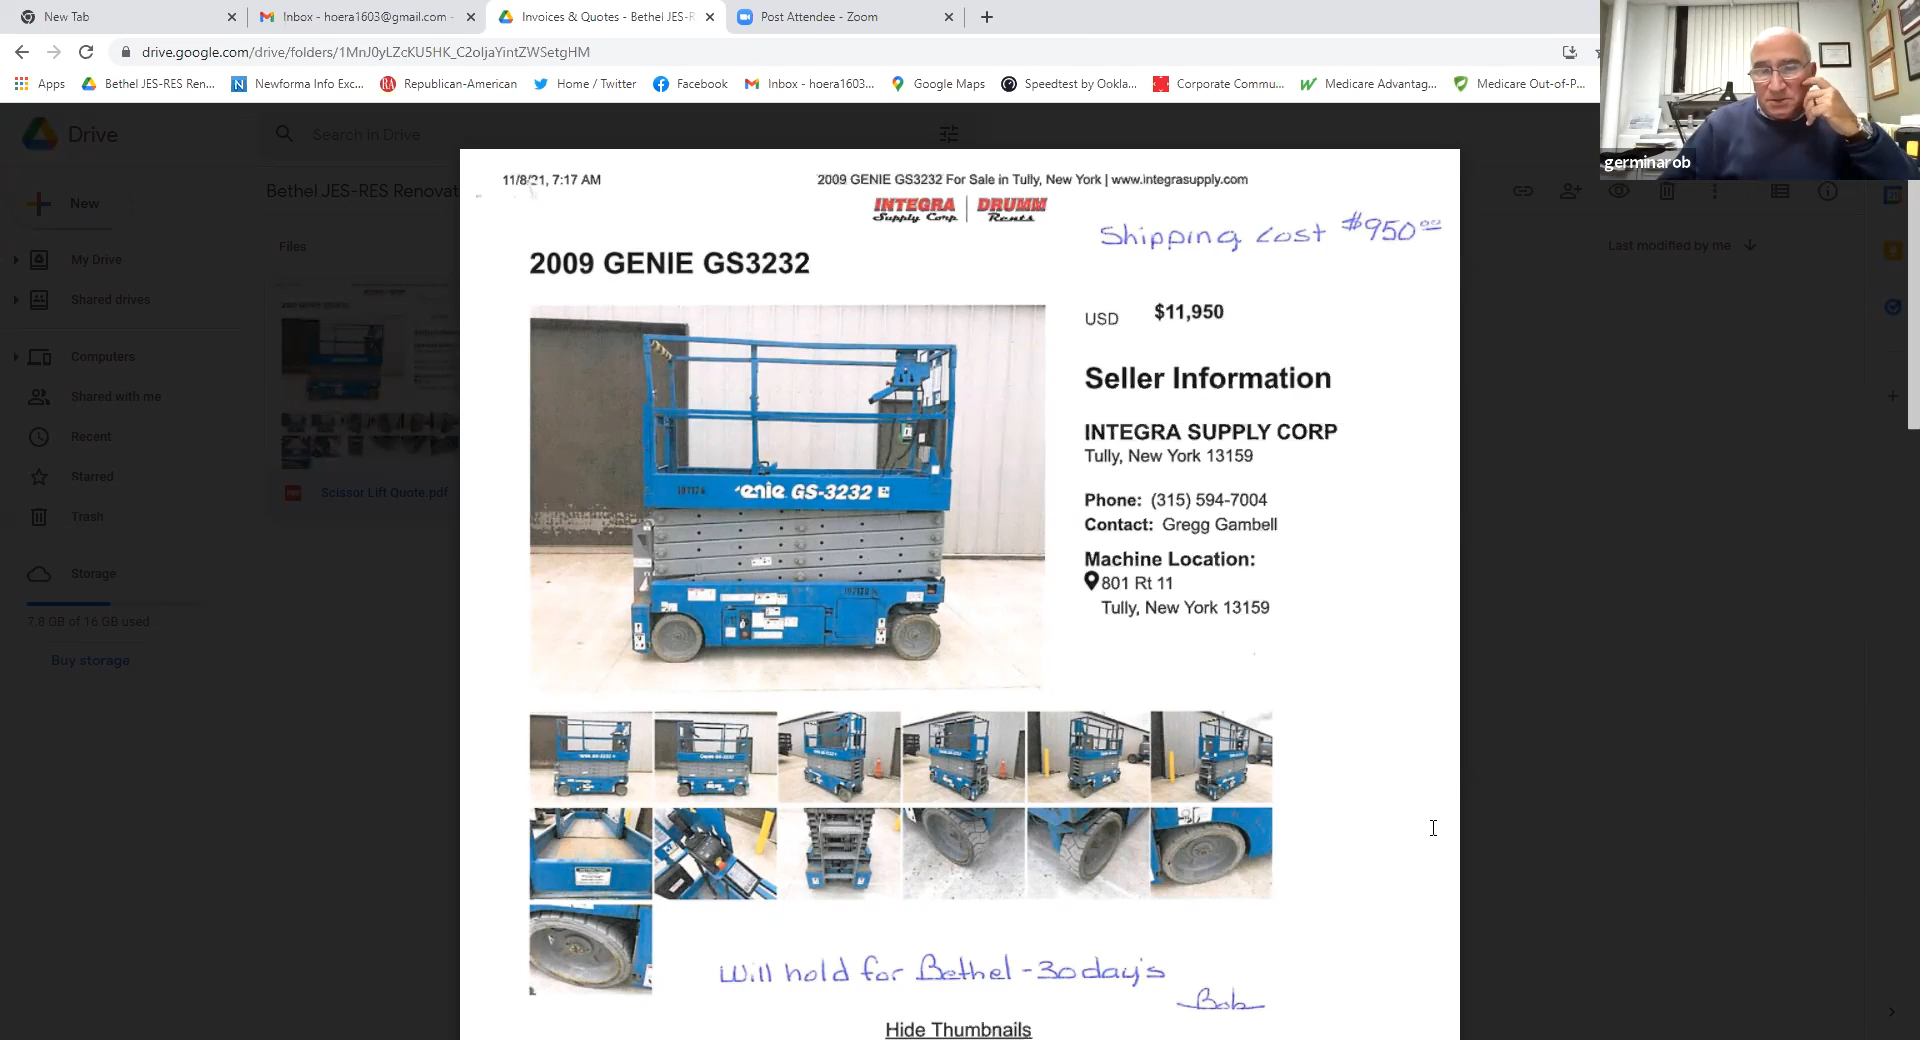 New Tab
Inbox - hoera1603@gmail.com -
Invoices & Quotes - Bethel JES-R
Post Attendee - Zoom
drive.google.com/drive/folders/1MnJ0yLZcKU5HK_C2oljaYintZWSetgHM
Apps
Bethel JES-RES Ren...
Newforma Info Exc...
Republican-American
Home / Twitter
Facebook
Inbox - hoera1603...
Google Maps
Speedtest by Ookla...
Corporate Commu...
Medicare Advantag...
Medicare Out-of-P...
germinarob
Drive
Search in Drive
New
Bethel JES-RES Renovat
Files
Last modified by me
My Drive
Shared drives
Computers
Shared with me
Recent
Starred
Trash
Storage
7.8 GB of 16 GB used
Buy storage
Scissor Lift Quote.pdf
11/8/21, 7:17 AM
2009 GENIE GS3232 For Sale in Tully, New York | www.integrasupply.com
INTEGRA | DRUMM
Supply Corp Rents
Shipping cost $950.00
2009 GENIE GS3232
USD $11,950
Seller Information
INTEGRA SUPPLY CORP
Tully, New York 13159
Phone: (315) 594-7004
Contact: Gregg Gambell
Machine Location:
801 Rt 11
Tully, New York 13159
Genie GS-3232
Will hold for Bethel - 30 day's
Bob
Hide Thumbnails